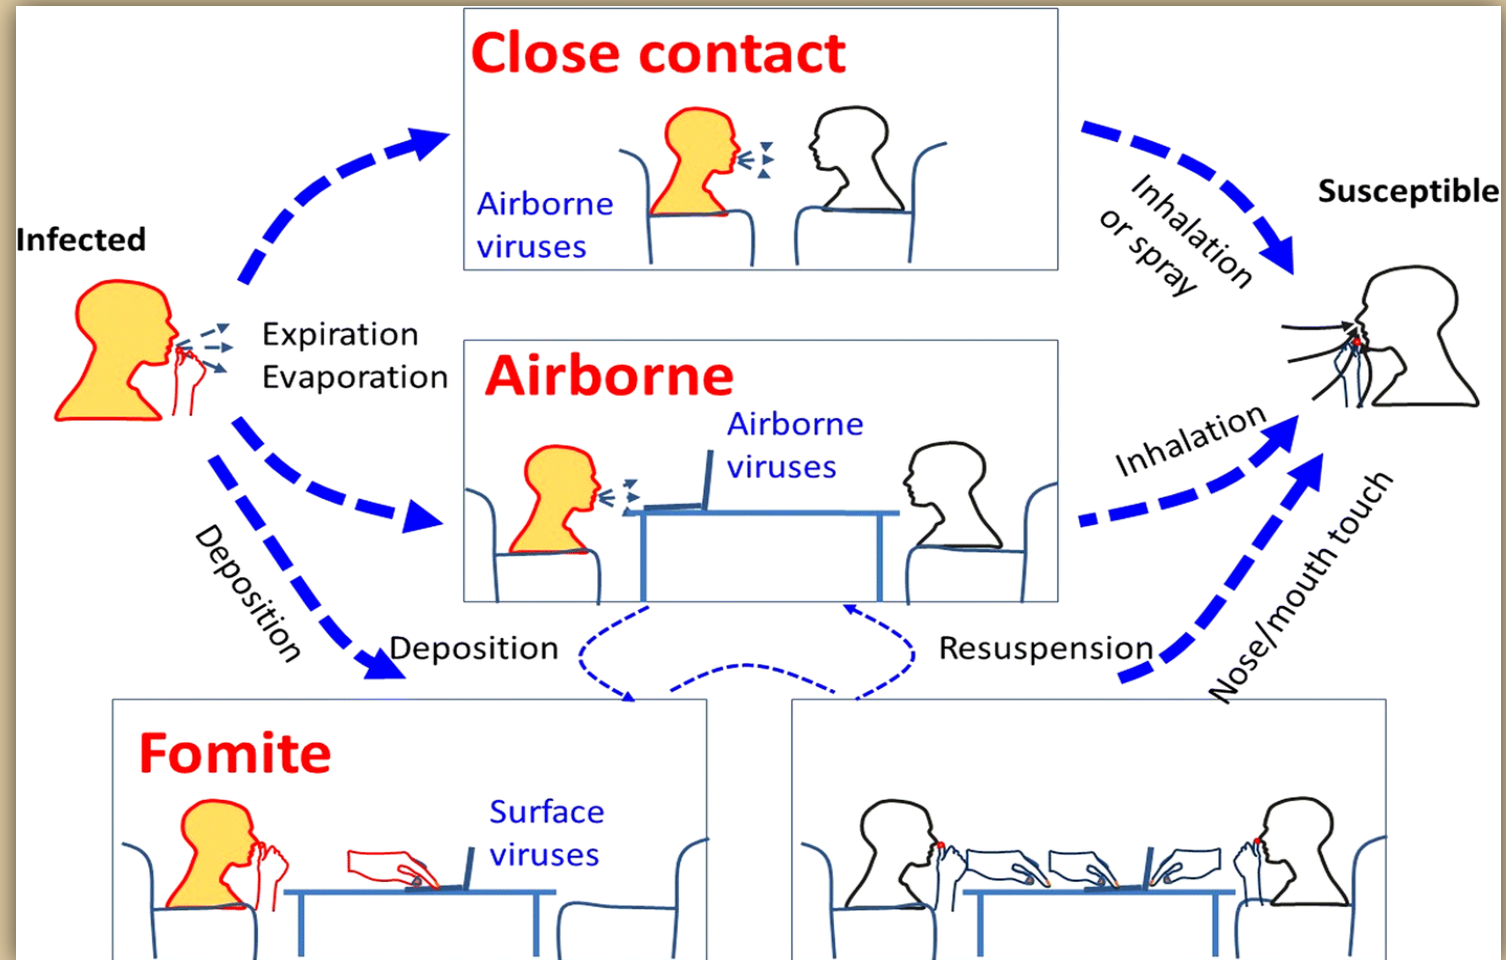 Close contact
Airborne
viruses
Infected
Susceptible
Inhalation
or spray
Expiration
Evaporation
Airborne
Airborne
viruses
Inhalation
Deposition
Deposition
Resuspension
Nose/mouth touch
Fomite
Surface
viruses